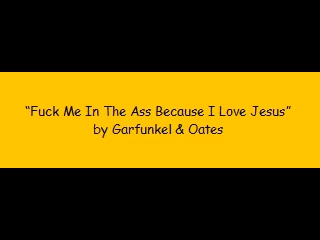 “Fuck Me In The Ass Because I Love Jesus”
by Garfunkel & Oates